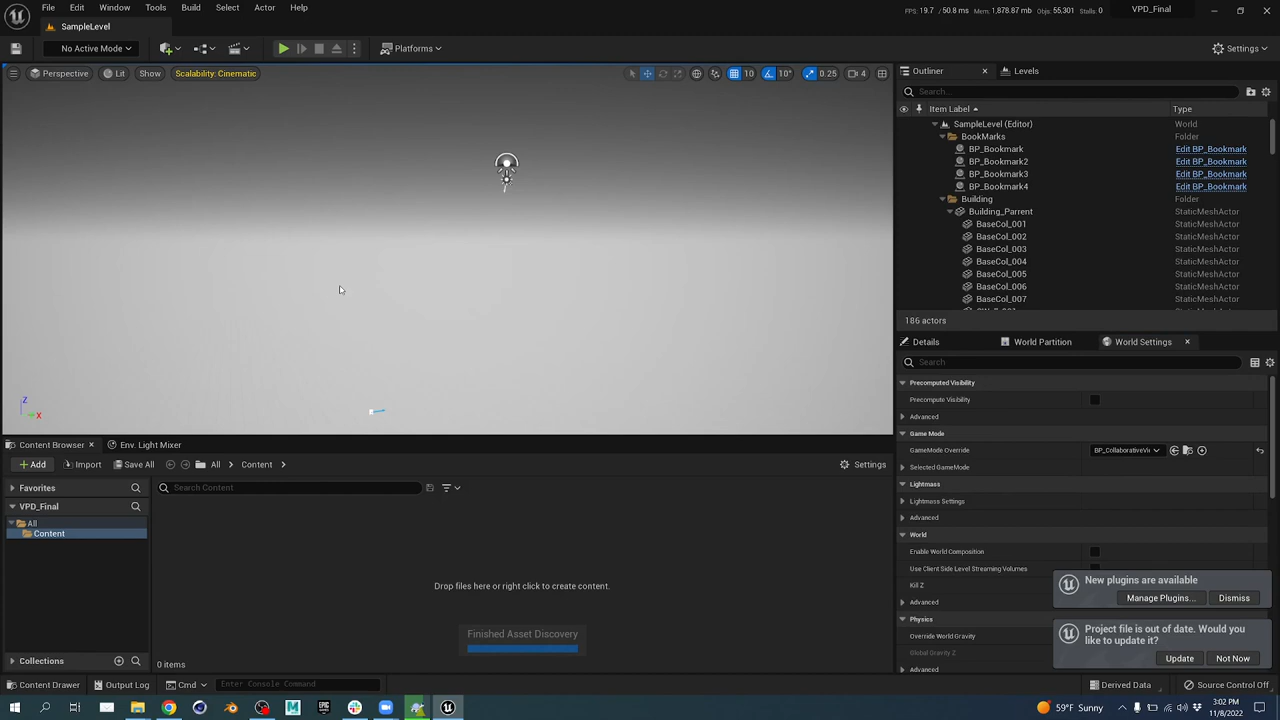 File Edit Window Tools Build Select Actor Help
FPS: 19.7 / 50.8 ms Mem: 1,878.87 mb Objs: 55,301 Stalls: 0
VPD_Final
SampleLevel
No Active Mode
Platforms
Settings
Perspective Lit Show Scalability: Cinematic
10 10° 0.25 4
Outliner
Levels
Search...
Item Label Type
SampleLevel (Editor) World
BookMarks Folder
BP_Bookmark Edit BP_Bookmark
BP_Bookmark2 Edit BP_Bookmark
BP_Bookmark3 Edit BP_Bookmark
BP_Bookmark4 Edit BP_Bookmark
Building Folder
Building_Parrent StaticMeshActor
BaseCol_001 StaticMeshActor
BaseCol_002 StaticMeshActor
BaseCol_003 StaticMeshActor
BaseCol_004 StaticMeshActor
BaseCol_005 StaticMeshActor
BaseCol_006 StaticMeshActor
BaseCol_007 StaticMeshActor
186 actors
Details World Partition World Settings
Search
Precomputed Visibility
Precompute Visibility
Advanced
Game Mode
GameMode Override BP_CollaborativeVi
Selected GameMode
Lightmass
Lightmass Settings
Advanced
World
Enable World Composition
Use Client Side Level Streaming Volumes
Kill Z
Advanced
Physics
Override World Gravity
Global Gravity Z
Advanced
New plugins are available
Manage Plugins... Dismiss
Project file is out of date. Would you
like to update it?
Update Not Now
Z
X
Content Browser Env. Light Mixer
Add Import Save All All Content Settings
Favorites
Search Content
VPD_Final
All
Content
Drop files here or right click to create content.
Finished Asset Discovery
Collections
0 items
Content Drawer Output Log Cmd Enter Console Command
Derived Data Source Control Off
59°F Sunny
3:02 PM
11/8/2022